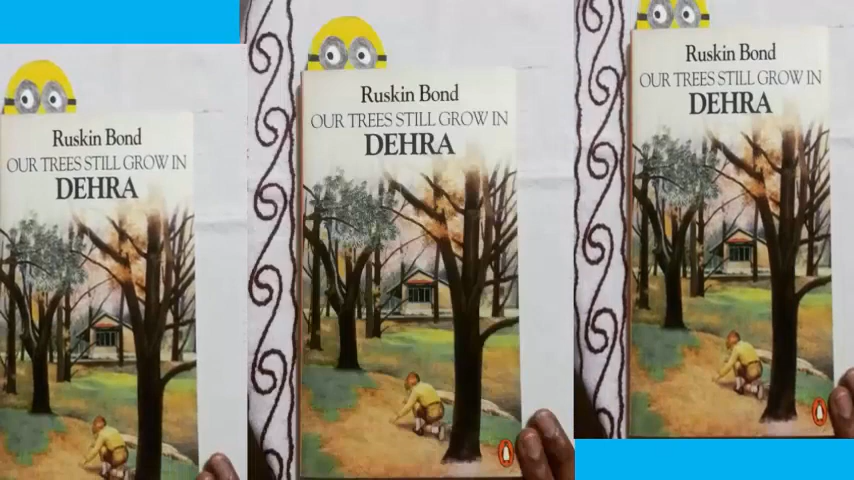 Ruskin Bond
OUR TREES STILL GROW IN
DEHRA
Ruskin Bond
OUR TREES STILL GROW IN
DEHRA
Ruskin Bond
OUR TREES STILL GROW IN
DEHRA